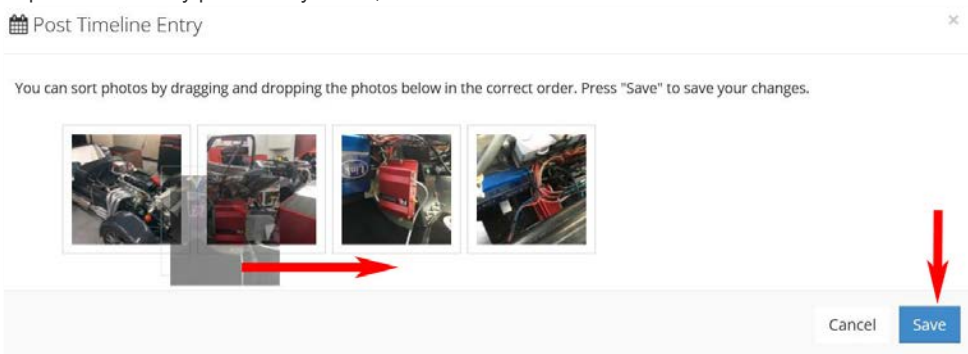 Post Timeline Entry
×
You can sort photos by dragging and dropping the photos below in the correct order. Press "Save" to save your changes.
Cancel Save